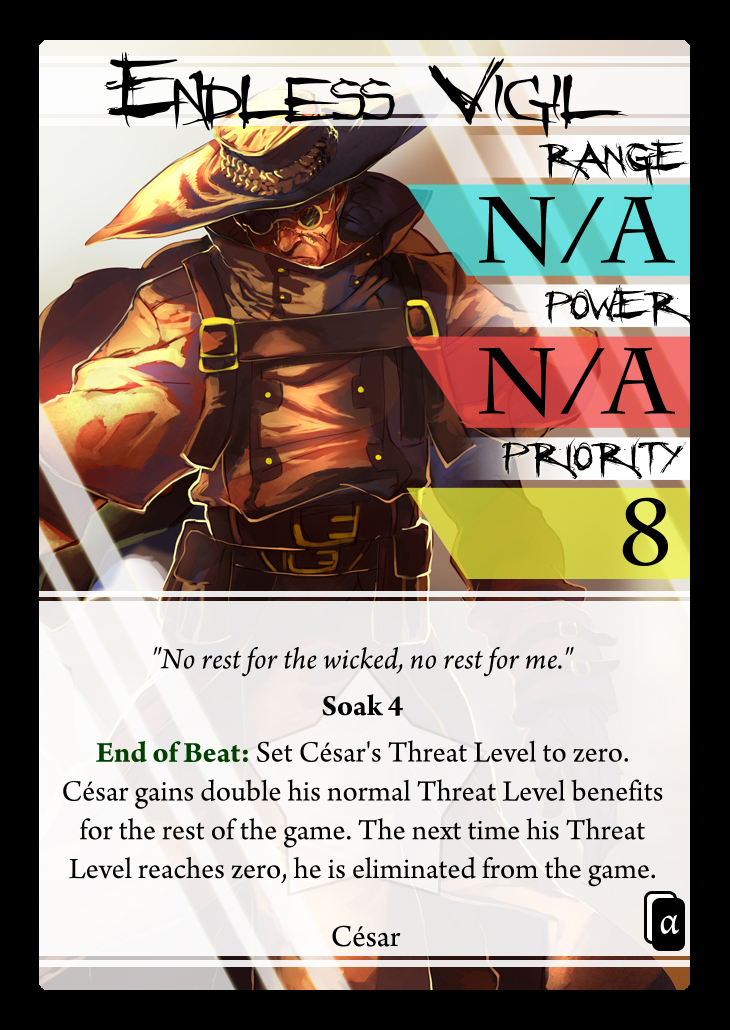 Endless Vigil
RANGE
N/A
POWER
N/A
PRIORITY
8
"No rest for the wicked, no rest for me."
Soak 4
End of Beat: Set César's Threat Level to zero.
César gains double his normal Threat Level benefits
for the rest of the game. The next time his Threat
Level reaches zero, he is eliminated from the game.
α
César